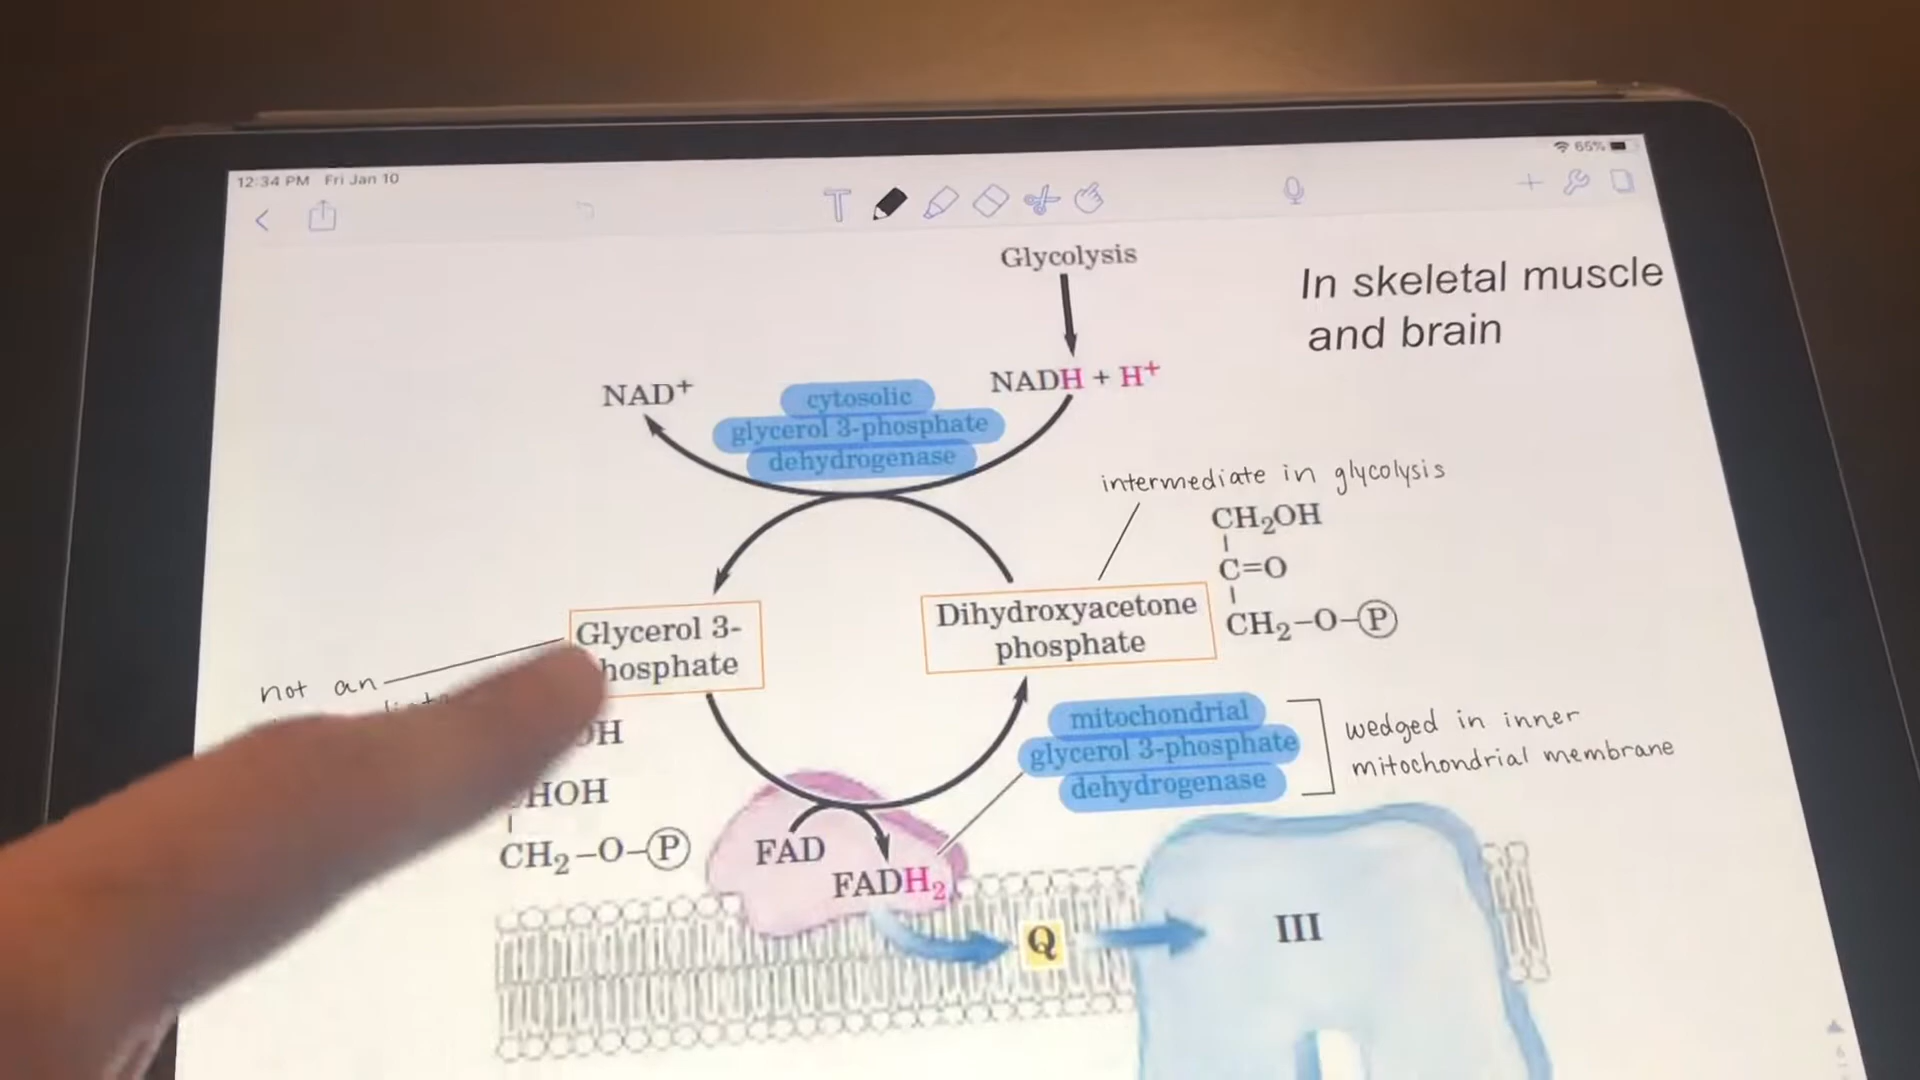 12:34 PM Fri Jan 10
65%
T
Glycolysis
In skeletal muscle
and brain
NAD⁺
NADH + H⁺
cytosolic
glycerol 3-phosphate
dehydrogenase
intermediate in glycolysis
CH₂OH
C=O
CH₂-O-P
Glycerol 3-
hosphate
Dihydroxyacetone
phosphate
not an
OH
HOH
CH₂-O-P
mitochondrial
glycerol 3-phosphate
dehydrogenase
wedged in inner
mitochondrial membrane
FAD
FADH₂
Q
III